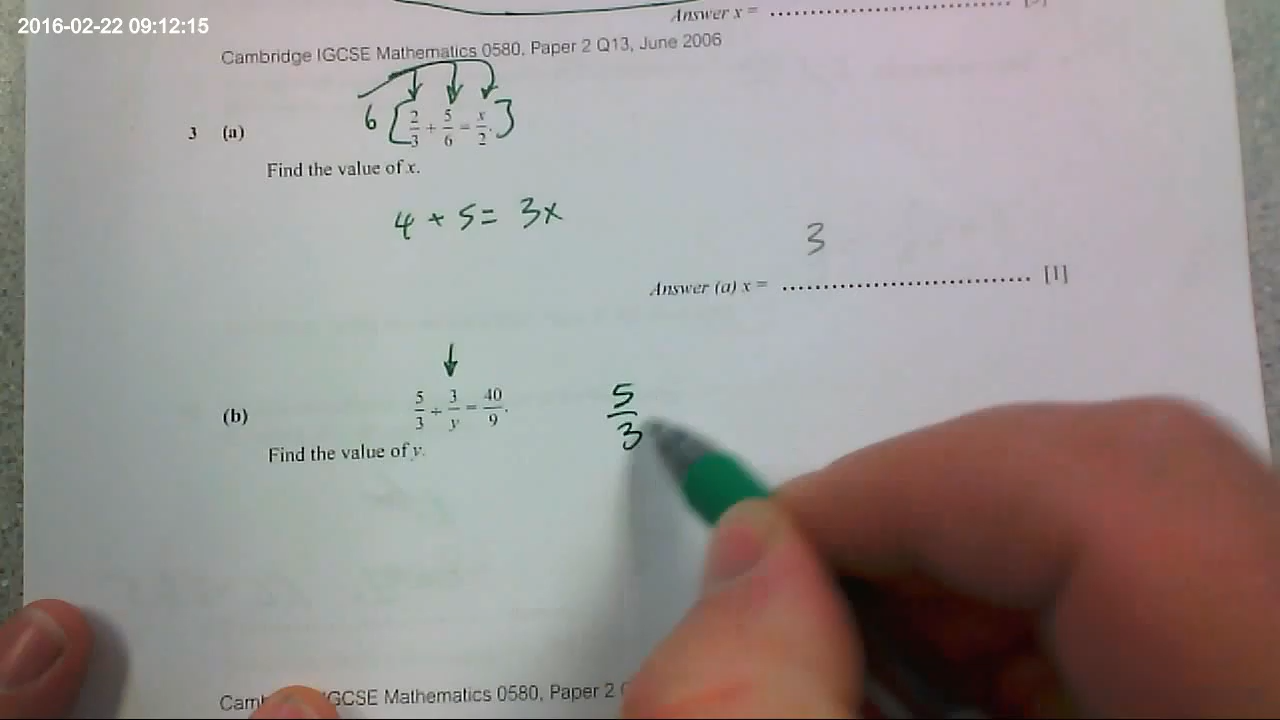 2016-02-22 09:12:15
Answer x = ........................
Cambridge IGCSE Mathematics 0580, Paper 2 Q13, June 2006
3 (a) 6 [ 2/3 + 5/6 = x/2. ]
Find the value of x.
4 + 5 = 3x
3
Answer (a) x = ........................ [1]
(b) 5/3 ÷ 3/y = 40/9. 5/3
Find the value of y.
IGCSE Mathematics 0580, Paper 2